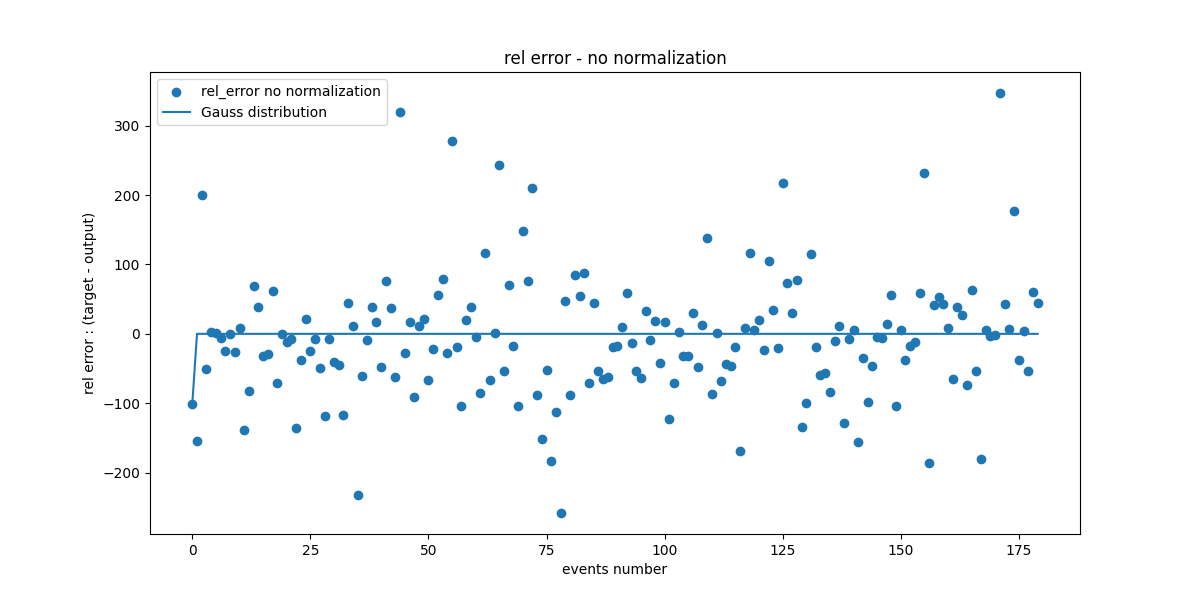 rel error - no normalization
rel_error no normalization
Gauss distribution
300
200
100
0
−100
−200
rel error : (target - output)
0 25 50 75 100 125 150 175
events number